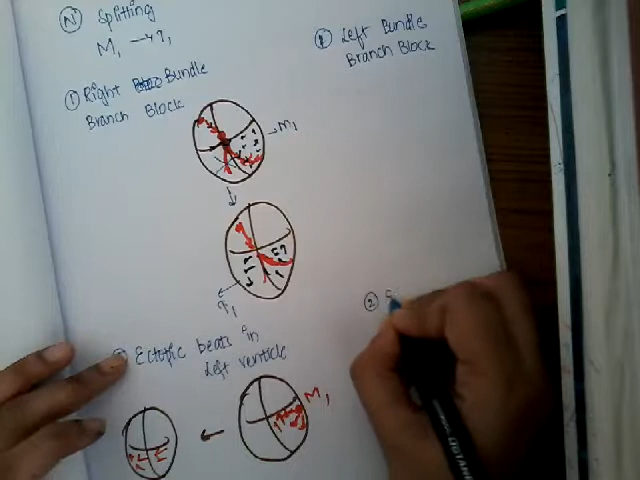 Splitting
M₁ → T₁
① Right Bundle
Branch Block
② Left Bundle
Branch Block
M₁
T₁
Ectopic beats in
left ventricle
M₁
②